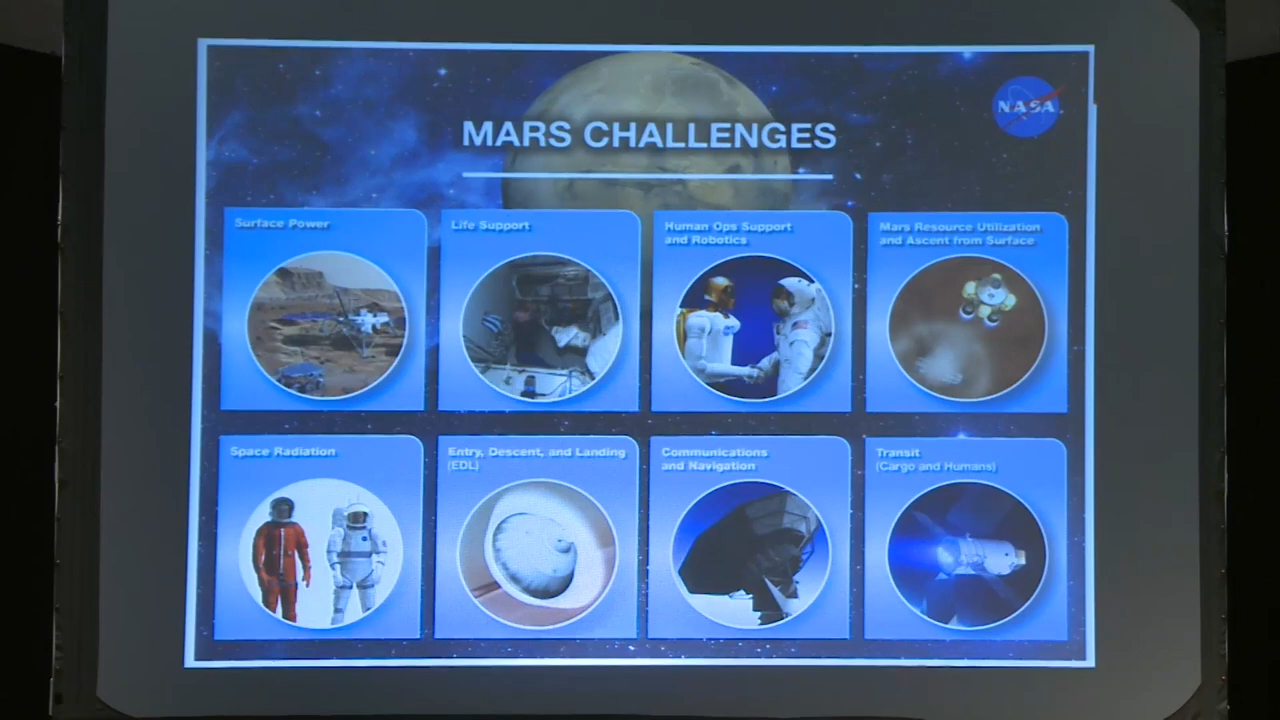 NASA
MARS CHALLENGES
Surface Power
Life Support
Human Ops Support
and Robotics
Mars Resource Utilization
and Ascent from Surface
Space Radiation
Entry, Descent, and Landing
(EDL)
Communications
and Navigation
Transit
(Cargo and Humans)